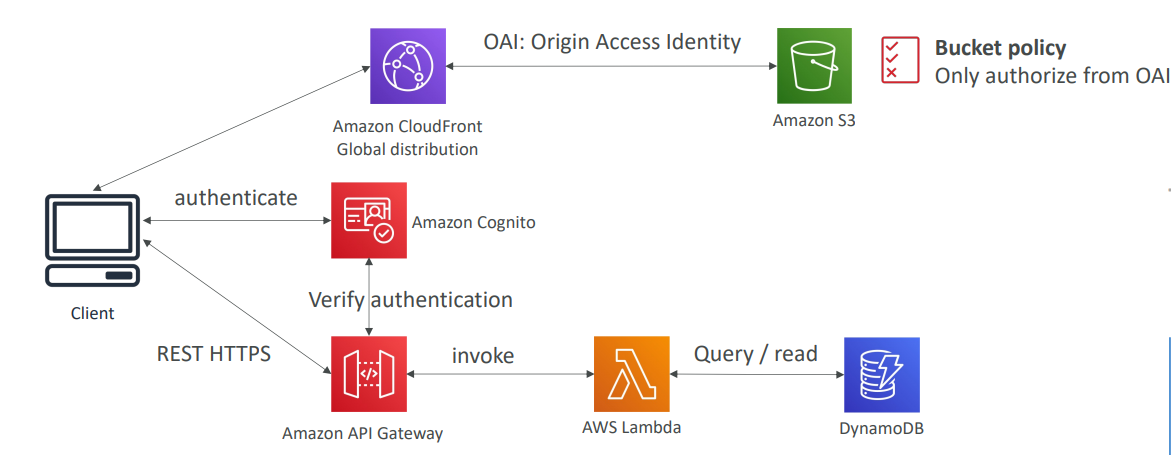 OAI: Origin Access Identity
Bucket policy
Only authorize from OAI
Amazon CloudFront
Global distribution
Amazon S3
authenticate
Amazon Cognito
Client
Verify authentication
REST HTTPS
invoke
Query / read
Amazon API Gateway
AWS Lambda
DynamoDB